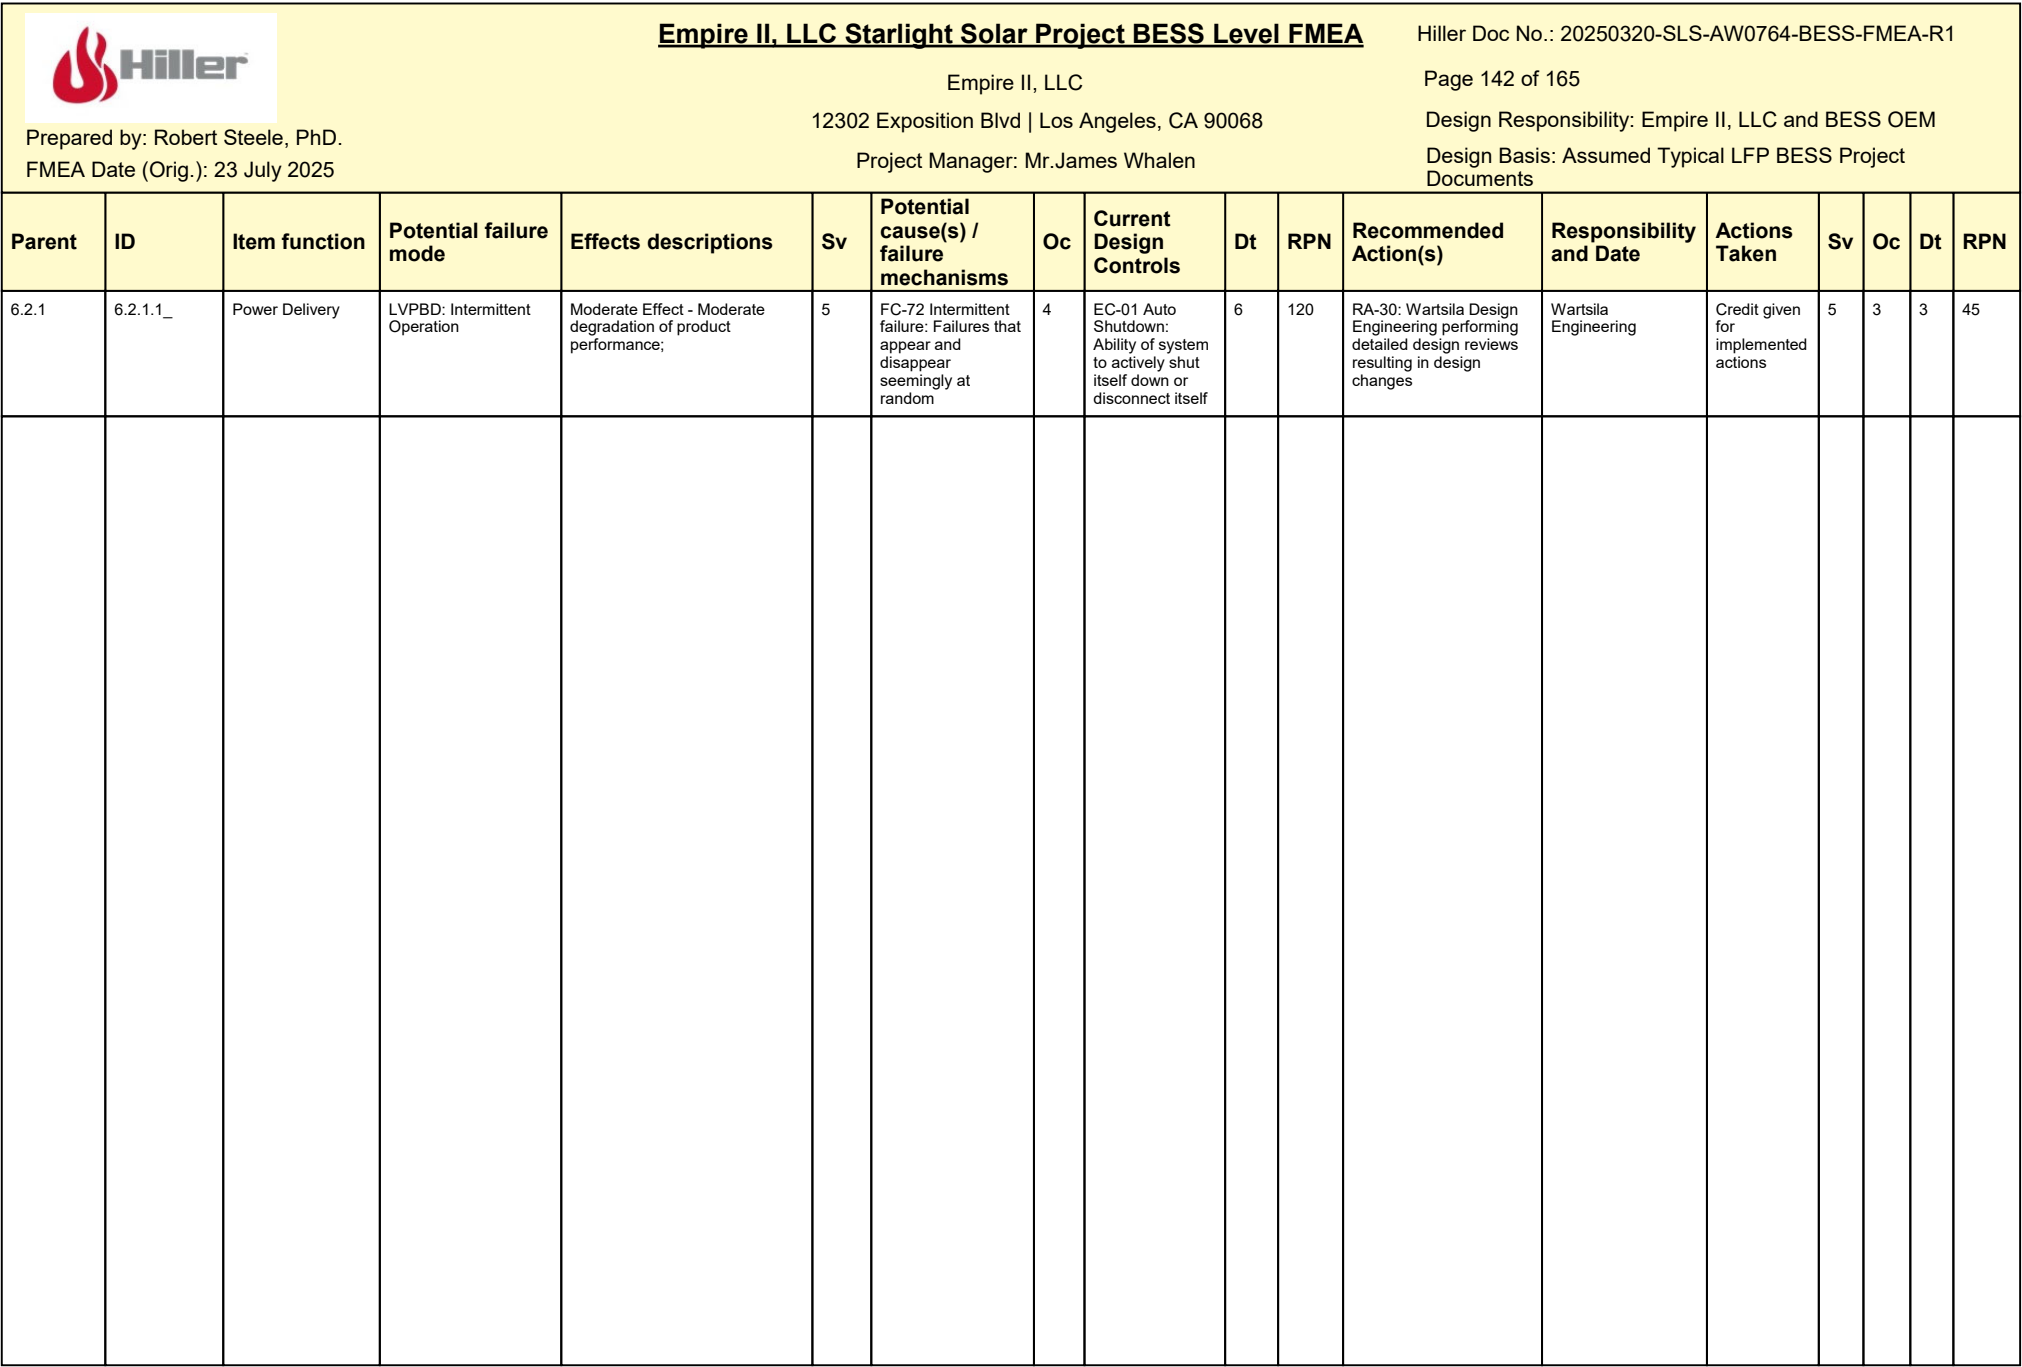 Hiller
Prepared by: Robert Steele, PhD.
FMEA Date (Orig.): 23 July 2025
Empire II, LLC Starlight Solar Project BESS Level FMEA
Empire II, LLC
12302 Exposition Blvd | Los Angeles, CA 90068
Project Manager: Mr.James Whalen
Hiller Doc No.: 20250320-SLS-AW0764-BESS-FMEA-R1
Page 142 of 165
Design Responsibility: Empire II, LLC and BESS OEM
Design Basis: Assumed Typical LFP BESS Project
Documents
Parent
ID
Item function
Potential failure
mode
Effects descriptions
Sv
Potential
cause(s) /
failure
mechanisms
Oc
Current
Design
Controls
Dt
RPN
Recommended
Action(s)
Responsibility
and Date
Actions
Taken
Sv
Oc
Dt
RPN
6.2.1
6.2.1.1_
Power Delivery
LVPBD: Intermittent
Operation
Moderate Effect - Moderate
degradation of product
performance;
5
FC-72 Intermittent
failure: Failures that
appear and
disappear
seemingly at
random
4
EC-01 Auto
Shutdown:
Ability of system
to actively shut
itself down or
disconnect itself
6
120
RA-30: Wartsila Design
Engineering performing
detailed design reviews
resulting in design
changes
Wartsila
Engineering
Credit given
for
implemented
actions
5
3
3
45